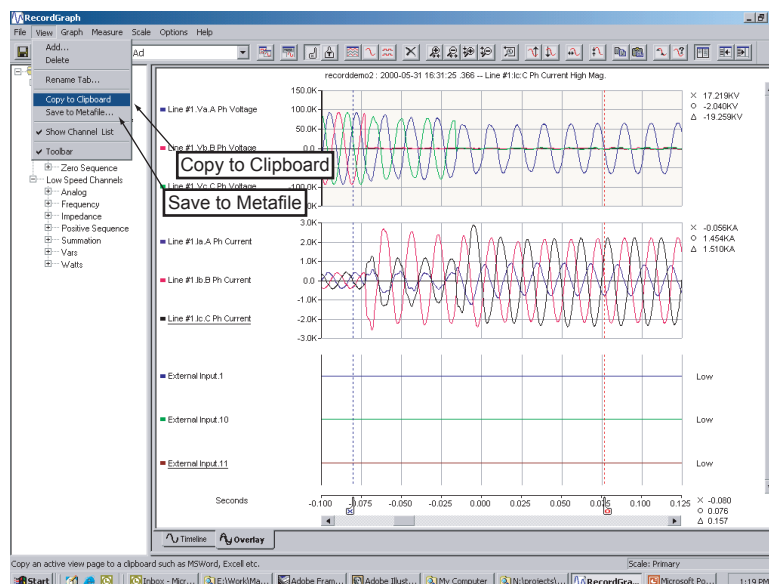 RecordGraph
File View Graph Measure Scale Options Help
Add...
Delete
Rename Tab...
Copy to Clipboard
Save to Metafile...
Show Channel List
Toolbar
Ad
Zero Sequence
Low Speed Channels
Analog
Frequency
Impedance
Positive Sequence
Summation
Vars
Watts
Copy to Clipboard
Save to Metafile
recorddemo2 : 2000-05-31 16:31:25 .366 -- Line #1:Ic:C Ph Current High Mag.
150.0K
100.0K
50.0K
0.0
-100.0K
Line #1.Va.A Ph Voltage
Line #1.Vb.B Ph Voltage
Line #1.Vc.C Ph Voltage
X 17.219KV
O -2.040KV
Δ -19.259KV
3.0K
2.0K
1.0K
0.0
-1.0K
-2.0K
-3.0K
Line #1.Ia.A Ph Current
Line #1.Ib.B Ph Current
Line #1.Ic.C Ph Current
X -0.056KA
O 1.454KA
Δ 1.510KA
External Input.1 Low
External Input.10 Low
External Input.11 Low
Seconds
-0.100 -0.075 -0.050 -0.025 0.000 0.025 0.050 0.075 0.100 0.125
X -0.080
O 0.076
Δ 0.157
Timeline Overlay
Copy an active view page to a clipboard such as MSWord, Excell etc. Scale: Primary
Start Inbox - Micr... E:\Work\Ma... Adobe Fram... Adobe Illust... My Computer N:\projects\... RecordGra... Microsoft Po... 1:19 PM